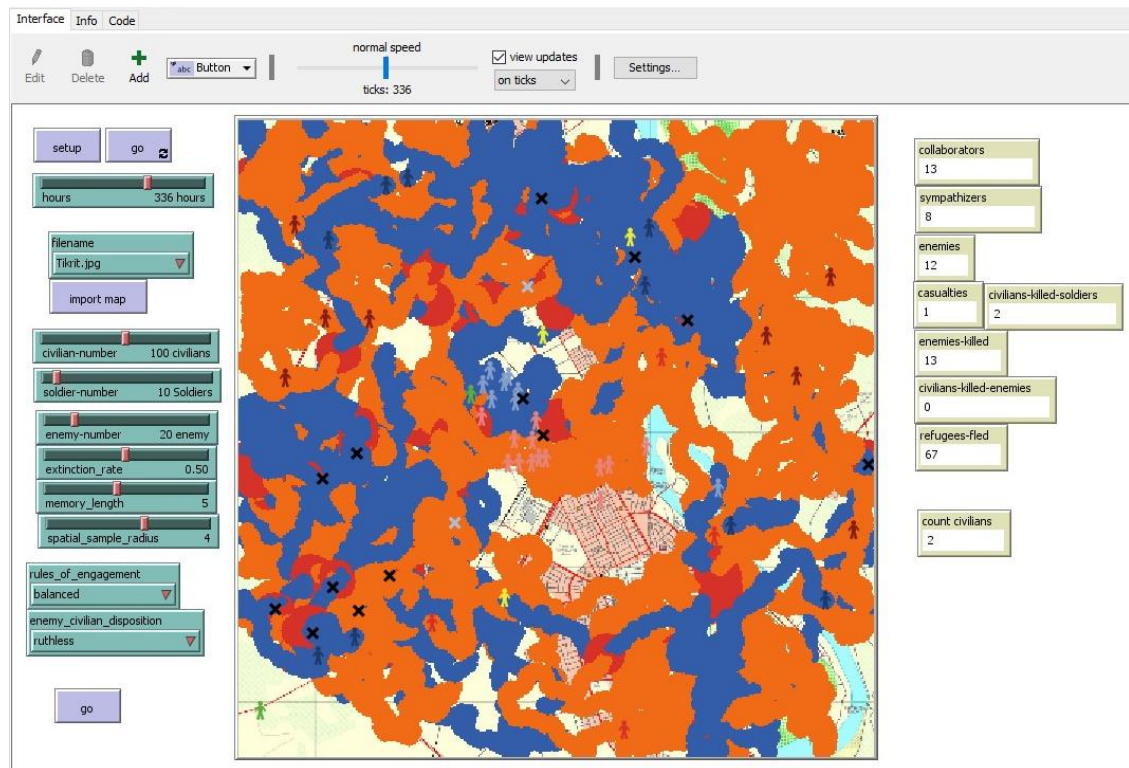 Interface Info Code
Edit
Delete
Add
abc Button
normal speed
ticks: 336
view updates
on ticks
Settings...
setup
go
hours 336 hours
filename
Tikrit.jpg
import map
civilian-number 100 civilians
soldier-number 10 Soldiers
enemy-number 20 enemy
extinction_rate 0.50
memory_length 5
spatial_sample_radius 4
rules_of_engagement
balanced
enemy_civilian_disposition
ruthless
go
collaborators
13
sympathizers
8
enemies
12
casualties
1
civilians-killed-soldiers
2
enemies-killed
13
civilians-killed-enemies
0
refugees-fled
67
count civilians
2